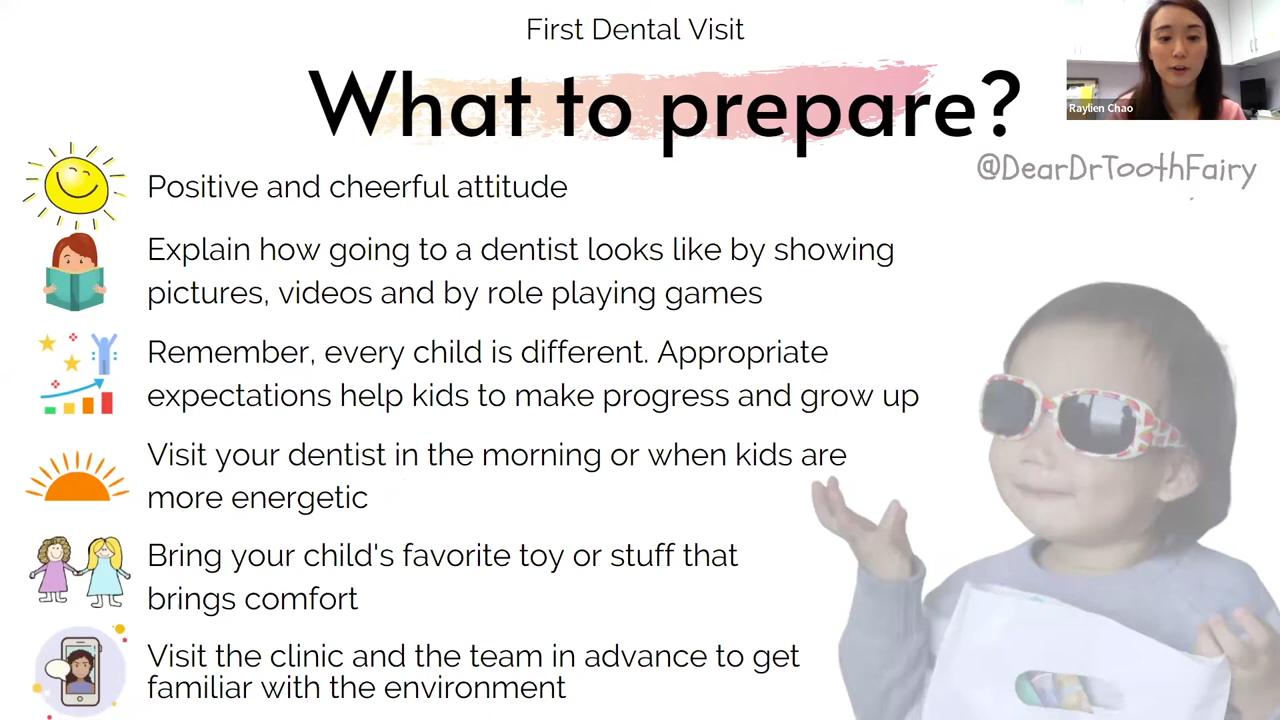 First Dental Visit
What to prepare?
Raylien Chao
@DearDrToothFairy
Positive and cheerful attitude
Explain how going to a dentist looks like by showing
pictures, videos and by role playing games
Remember, every child is different. Appropriate
expectations help kids to make progress and grow up
Visit your dentist in the morning or when kids are
more energetic
Bring your child's favorite toy or stuff that
brings comfort
Visit the clinic and the team in advance to get
familiar with the environment